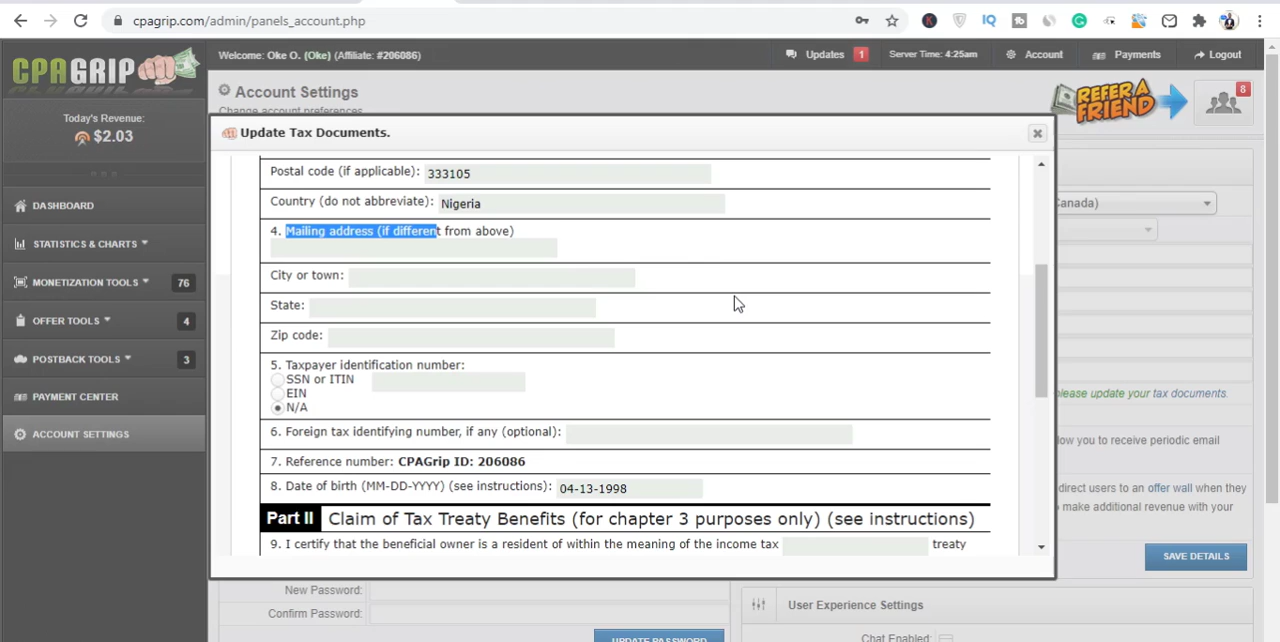 cpagrip.com/admin/panels_account.php
CPAGRIP
Welcome: Oke O. (Oke) (Affiliate: #206086)
Updates 1
Server Time: 4:25am
Account
Payments
Logout
Today's Revenue:
$2.03
Account Settings
Change account preferences
REFER A FRIEND
8
Update Tax Documents.
DASHBOARD
STATISTICS & CHARTS
MONETIZATION TOOLS 76
OFFER TOOLS 4
POSTBACK TOOLS 3
PAYMENT CENTER
ACCOUNT SETTINGS
Postal code (if applicable): 333105
Country (do not abbreviate): Nigeria
4. Mailing address (if different from above)
City or town:
State:
Zip code:
5. Taxpayer identification number:
SSN or ITIN
EIN
N/A
6. Foreign tax identifying number, if any (optional):
7. Reference number: CPAGrip ID: 206086
8. Date of birth (MM-DD-YYYY) (see instructions): 04-13-1998
Part II Claim of Tax Treaty Benefits (for chapter 3 purposes only) (see instructions)
9. I certify that the beneficial owner is a resident of within the meaning of the income tax treaty
Canada)
please update your tax documents.
low you to receive periodic email
direct users to an offer wall when they
to make additional revenue with your
SAVE DETAILS
New Password:
Confirm Password:
UPDATE PASSWORD
User Experience Settings
Chat Enabled: